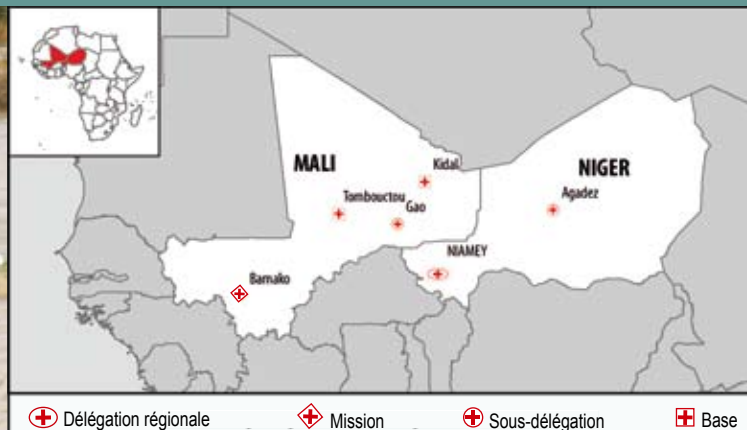 MALI
Kidal
NIGER
Tombouctou
Gao
Agadez
NIAMEY
Bamako
Délégation régionale
Mission
Sous-délégation
Base